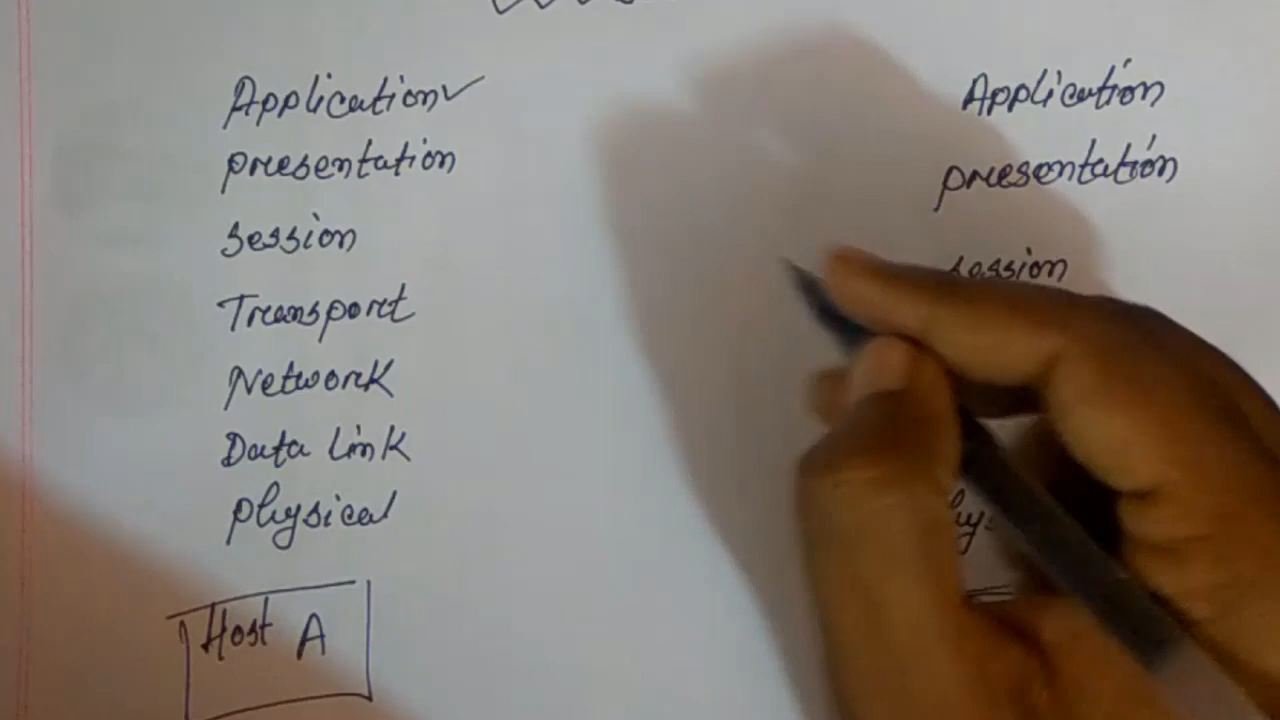 Application
presentation
session
Transport
Network
Data Link
physical
Host A
Application
presentation
session